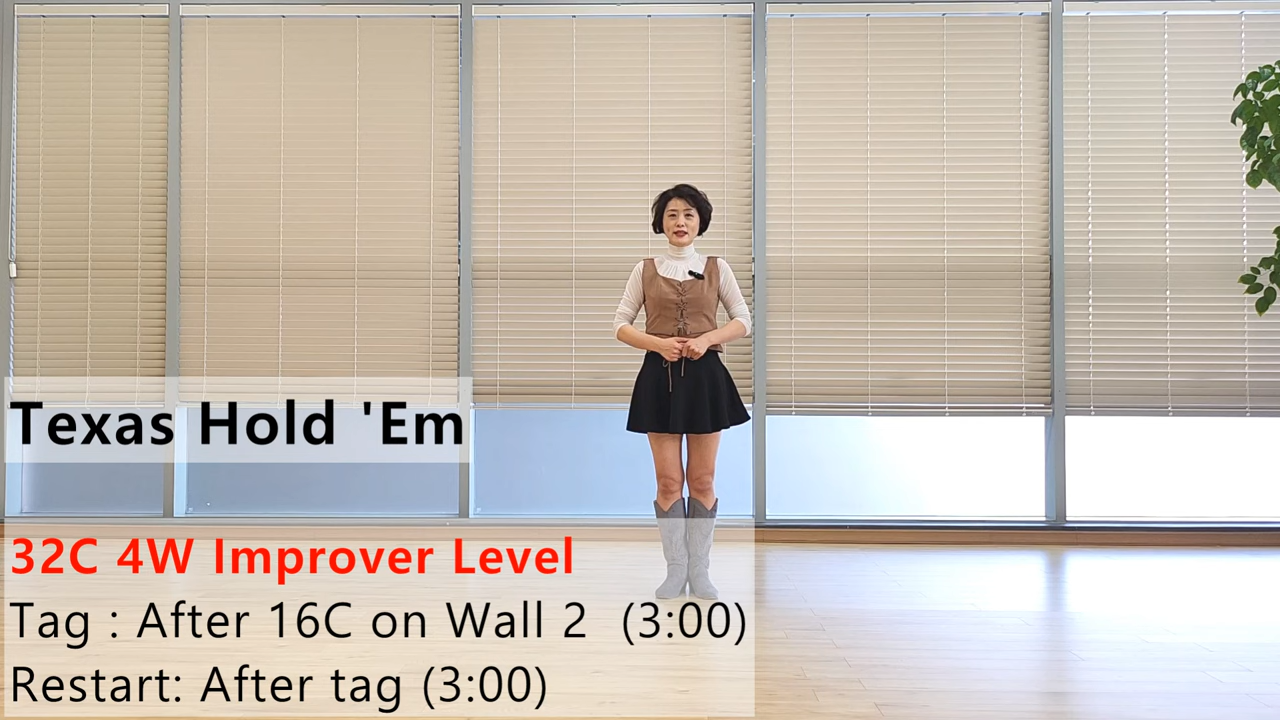 Texas Hold 'Em
32C 4W Improver Level
Tag : After 16C on Wall 2 (3:00)
Restart: After tag (3:00)